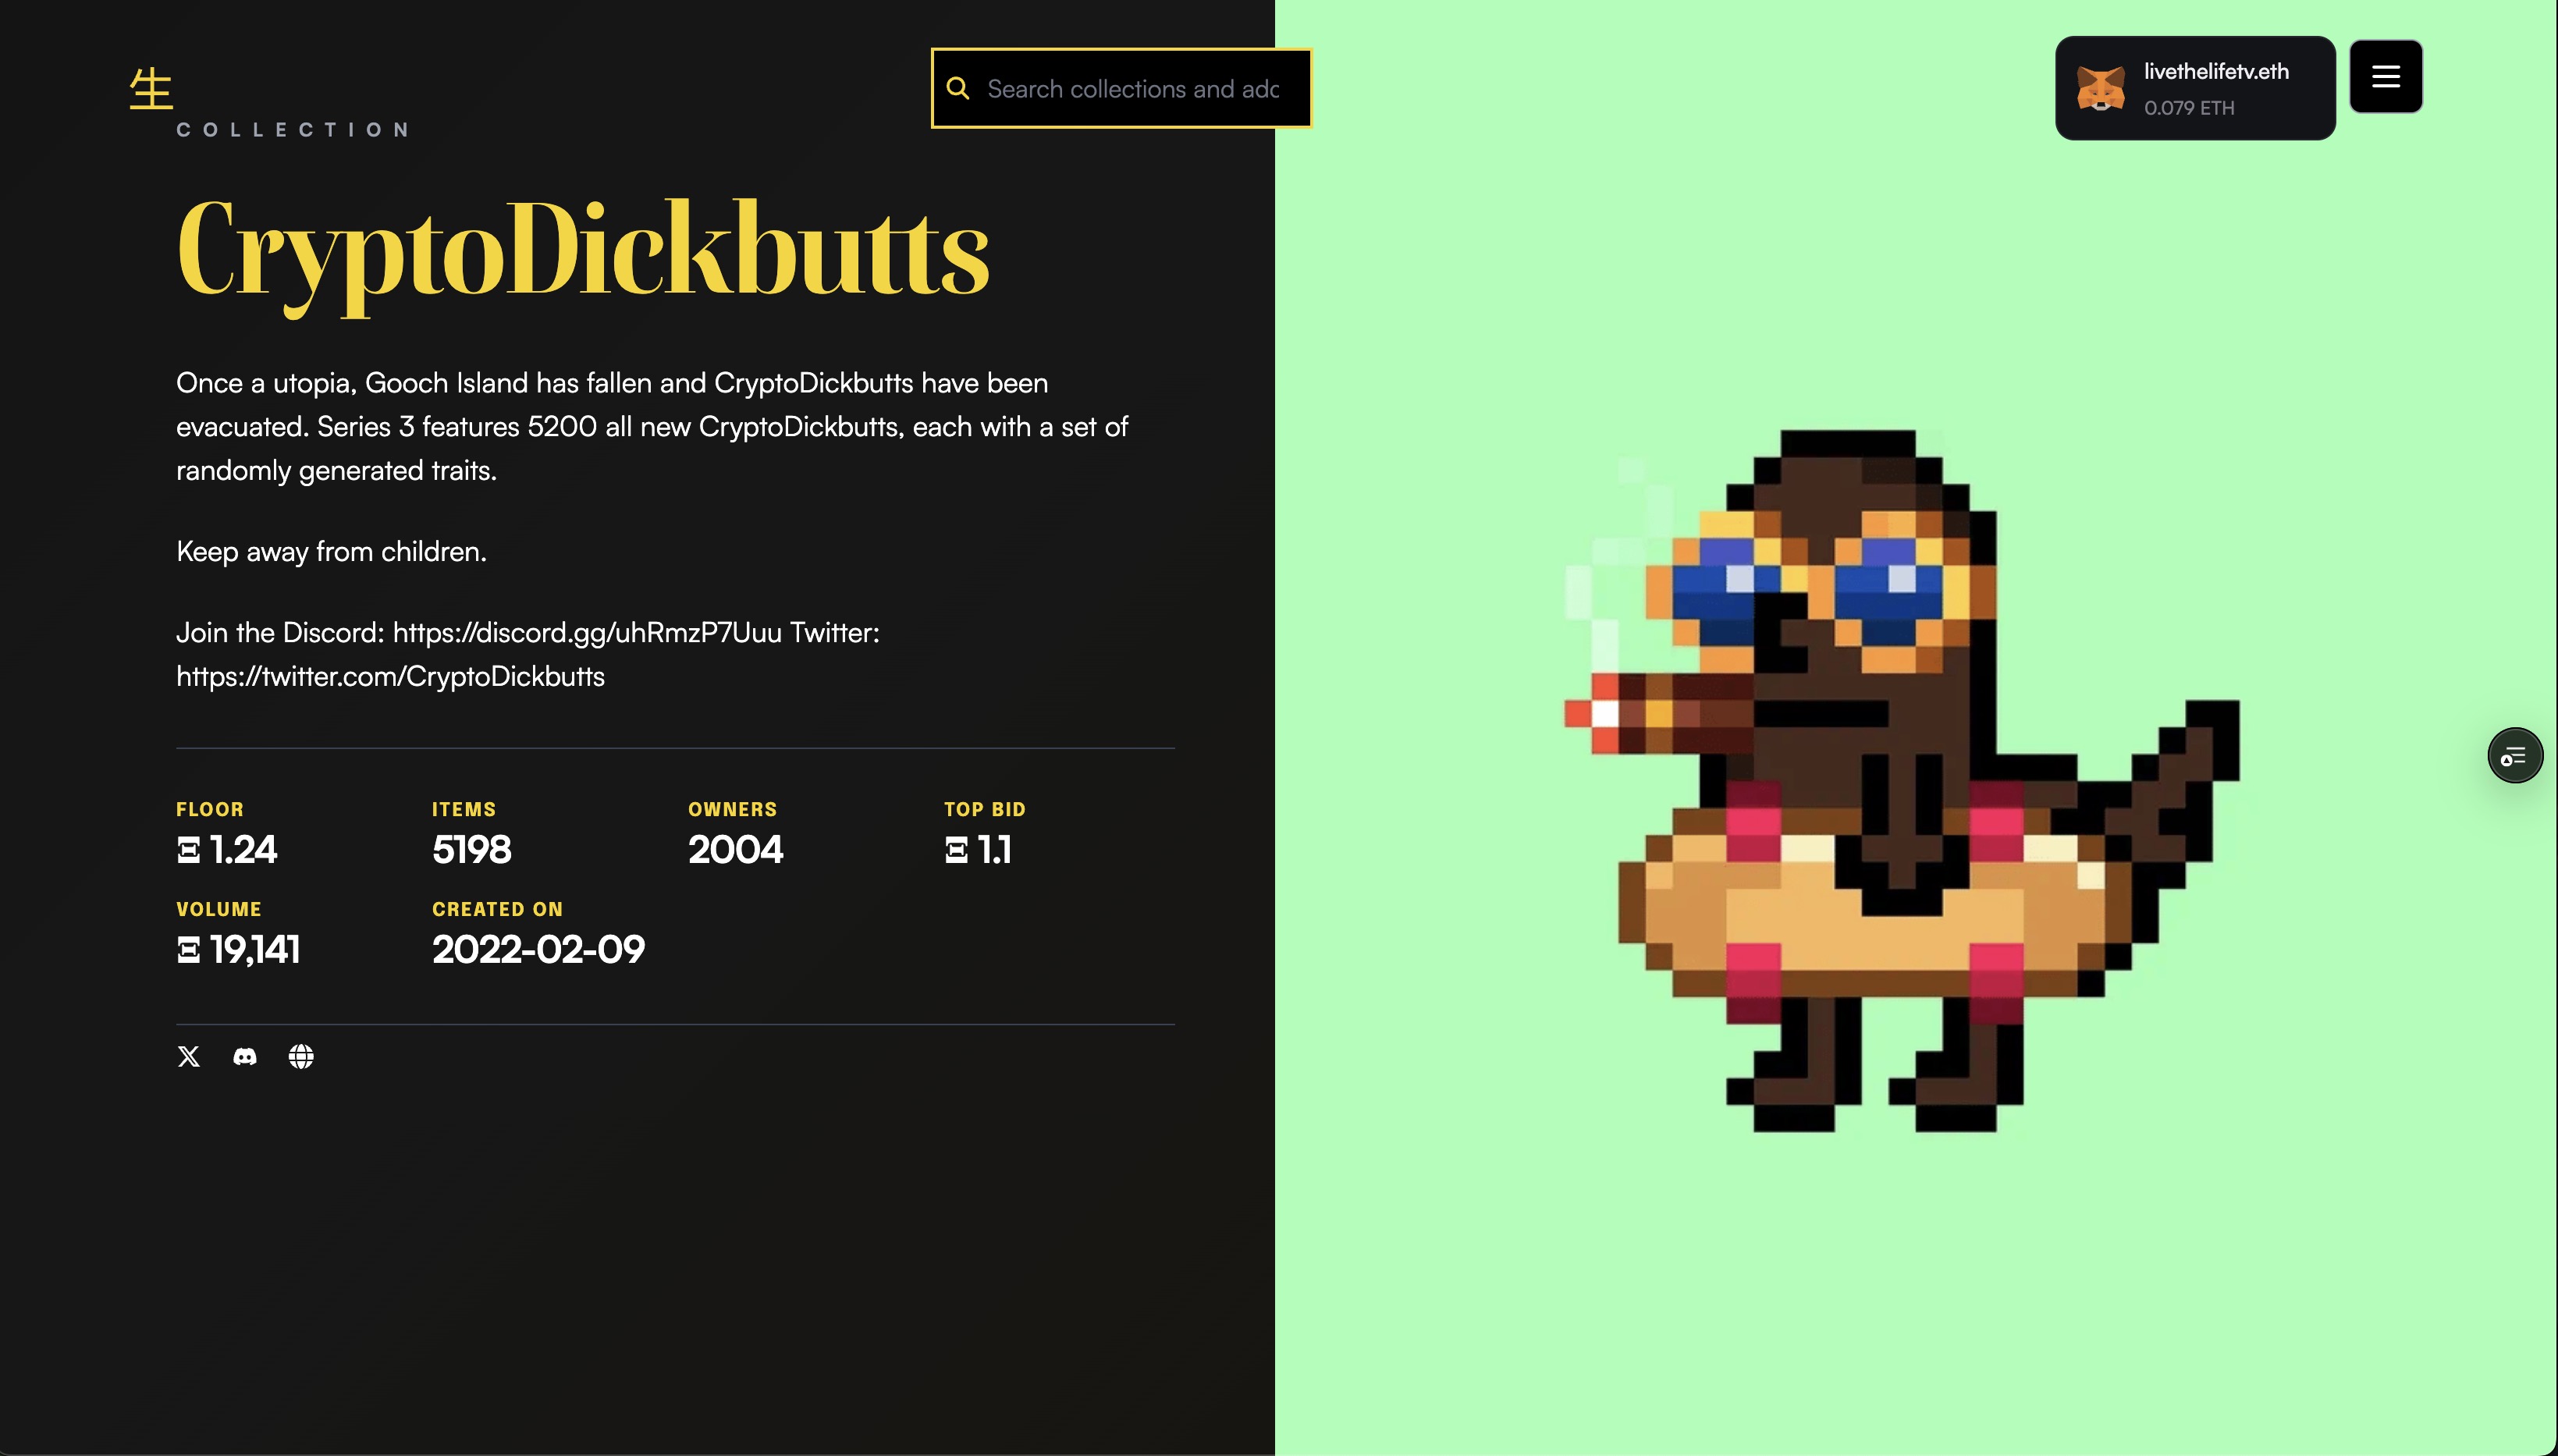 生
Search collections and adc
livethelifetv.eth
0.079 ETH
COLLECTION
CryptoDickbutts
Once a utopia, Gooch Island has fallen and CryptoDickbutts have been
evacuated. Series 3 features 5200 all new CryptoDickbutts, each with a set of
randomly generated traits.
Keep away from children.
Join the Discord: https://discord.gg/uhRmzP7Uuu Twitter:
https://twitter.com/CryptoDickbutts
FLOOR ITEMS OWNERS TOP BID
Ξ 1.24 5198 2004 Ξ 1.1
VOLUME CREATED ON
Ξ 19,141 2022-02-09